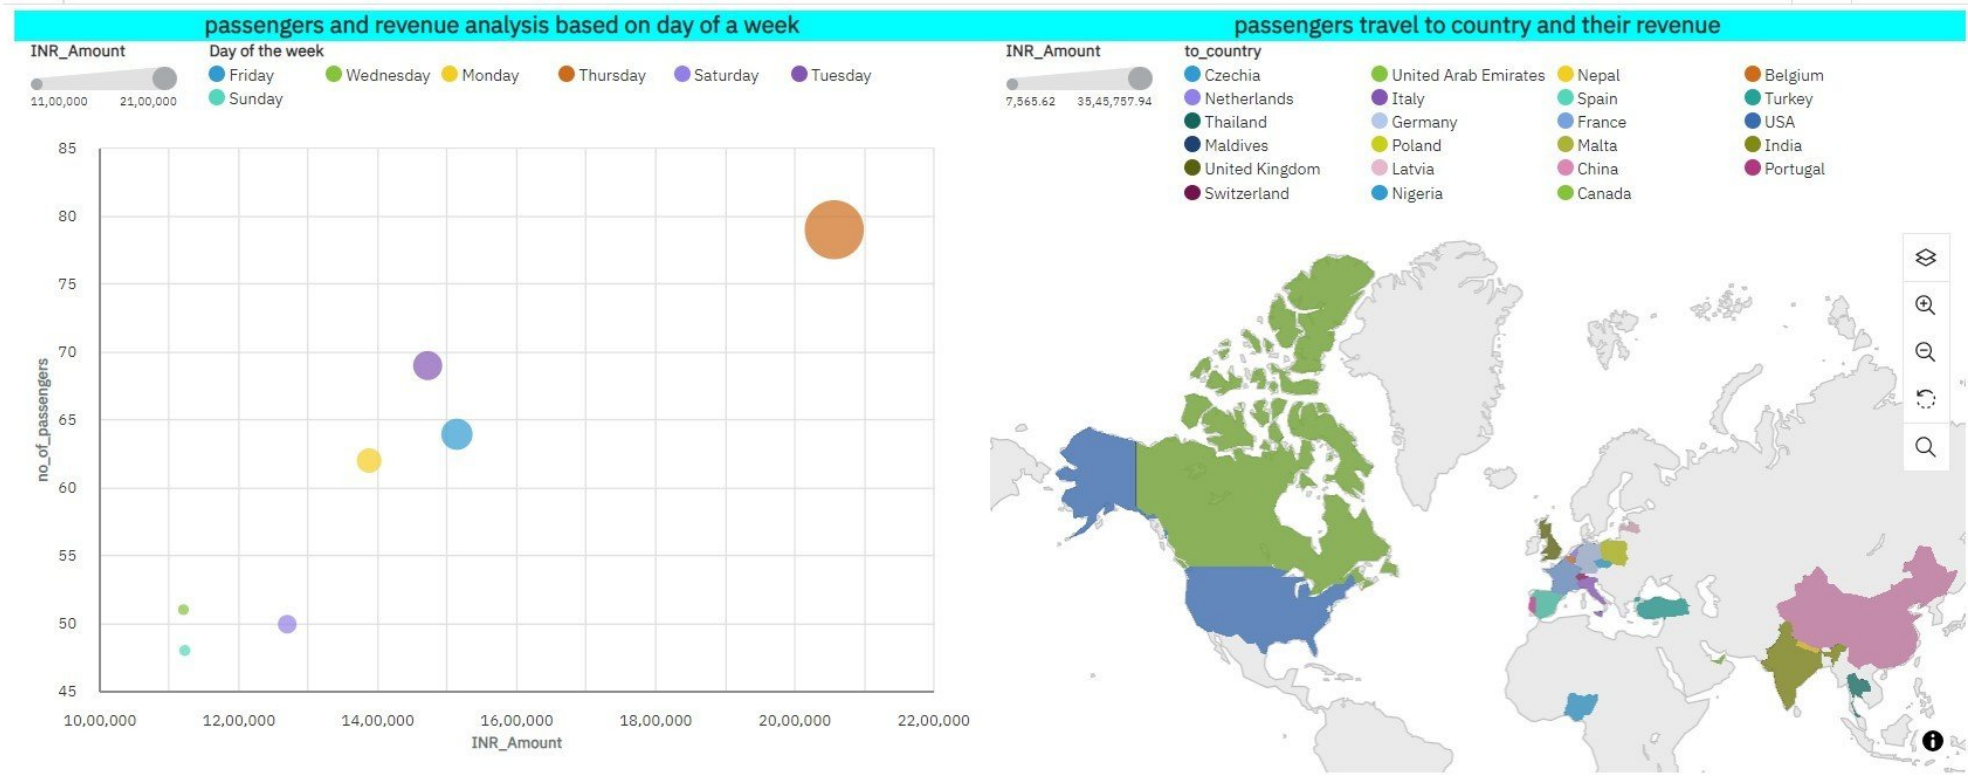 passengers and revenue analysis based on day of a week
INR_Amount
11,00,000 21,00,000
Day of the week
Friday Wednesday Monday Thursday Saturday Tuesday
Sunday
85
80
75
70
65
60
55
50
45
no_of_passengers
10,00,000 12,00,000 14,00,000 16,00,000 18,00,000 20,00,000 22,00,000
INR_Amount
passengers travel to country and their revenue
INR_Amount
7,565.62 35,45,757.94
to_country
Czechia United Arab Emirates Nepal Belgium
Netherlands Italy Spain Turkey
Thailand Germany France USA
Maldives Poland Malta India
United Kingdom Latvia China Portugal
Switzerland Nigeria Canada